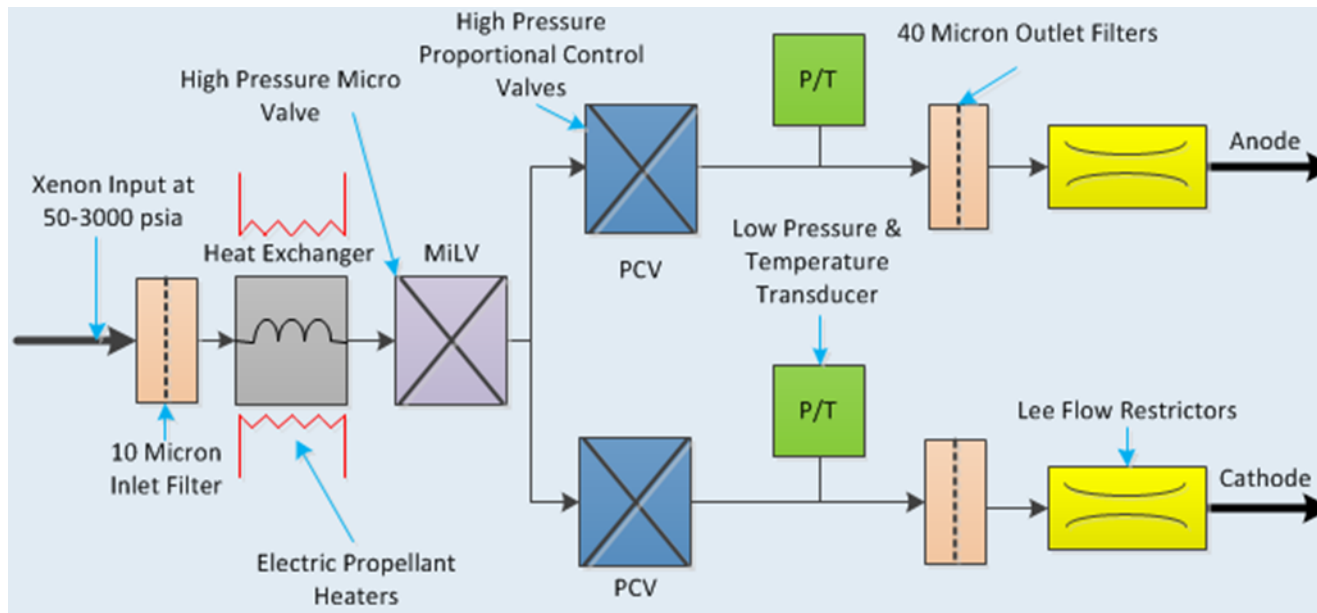 High Pressure
Proportional Control
Valves
40 Micron Outlet Filters
High Pressure Micro
Valve
P/T
Anode
Xenon Input at
50-3000 psia
Heat Exchanger
MiLV
PCV
Low Pressure &
Temperature
Transducer
P/T
Lee Flow Restrictors
10 Micron
Inlet Filter
Cathode
Electric Propellant
Heaters
PCV